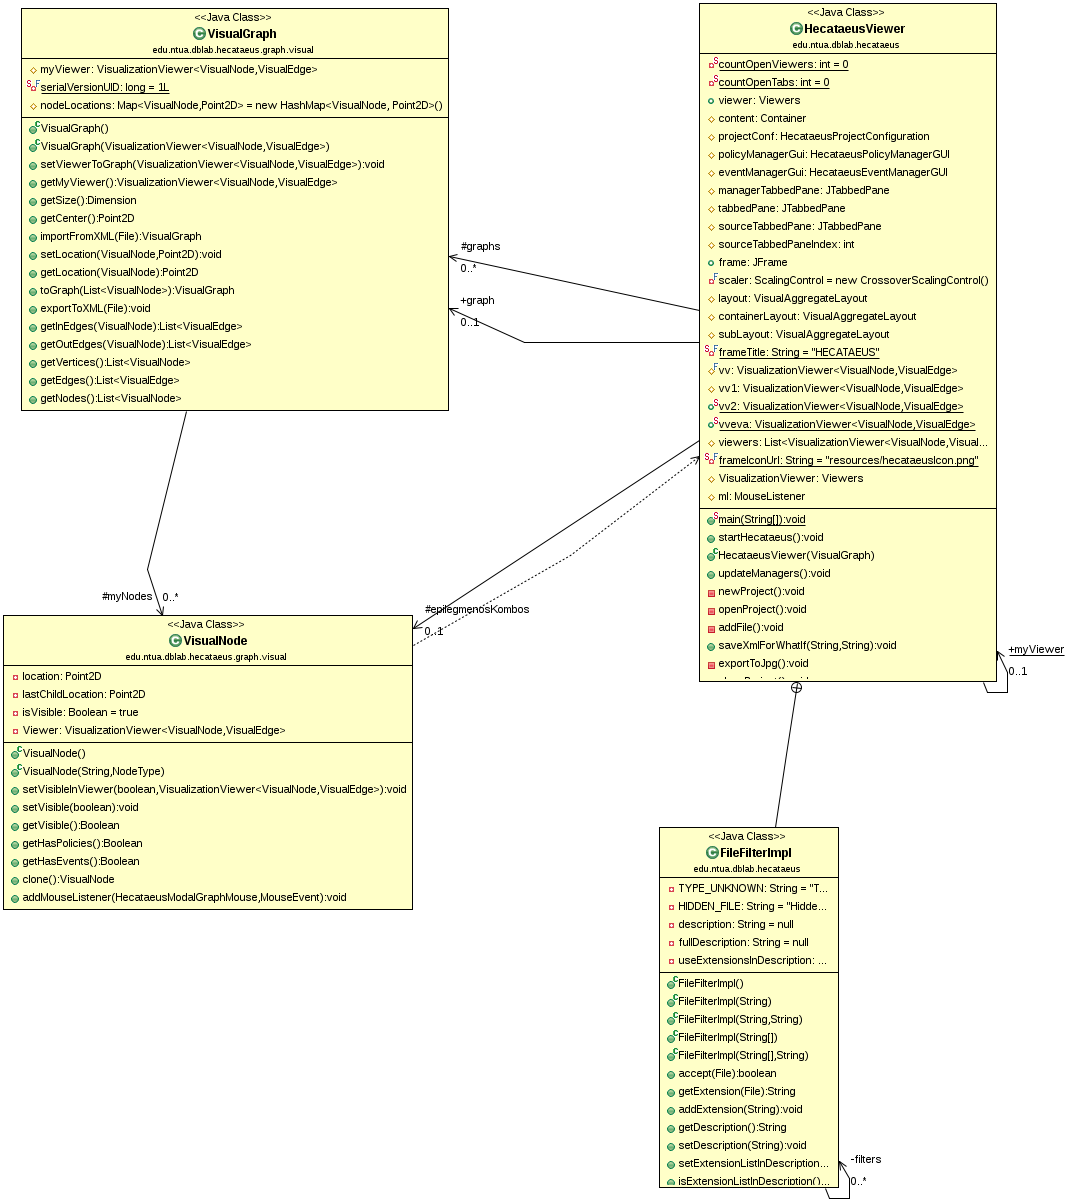 <<Java Class>>
VisualGraph
edu.ntua.dblab.hecataeus.graph.visual
myViewer: VisualizationViewer<VisualNode,VisualEdge>
serialVersionUID: long = 1L
nodeLocations: Map<VisualNode,Point2D> = new HashMap<VisualNode, Point2D>()
VisualGraph()
VisualGraph(VisualizationViewer<VisualNode,VisualEdge>)
setViewerToGraph(VisualizationViewer<VisualNode,VisualEdge>):void
getMyViewer():VisualizationViewer<VisualNode,VisualEdge>
getSize():Dimension
getCenter():Point2D
importFromXML(File):VisualGraph
setLocation(VisualNode,Point2D):void
getLocation(VisualNode):Point2D
toGraph(List<VisualNode>):VisualGraph
exportToXML(File):void
getInEdges(VisualNode):List<VisualEdge>
getOutEdges(VisualNode):List<VisualEdge>
getVertices():List<VisualNode>
getEdges():List<VisualEdge>
getNodes():List<VisualNode>
#graphs
0..*
+graph
0..1
<<Java Class>>
HecataeusViewer
edu.ntua.dblab.hecataeus
countOpenViewers: int = 0
countOpenTabs: int = 0
viewer: Viewers
content: Container
projectConf: HecataeusProjectConfiguration
policyManagerGui: HecataeusPolicyManagerGUI
eventManagerGui: HecataeusEventManagerGUI
managerTabbedPane: JTabbedPane
tabbedPane: JTabbedPane
sourceTabbedPane: JTabbedPane
sourceTabbedPaneIndex: int
frame: JFrame
scaler: ScalingControl = new CrossoverScalingControl()
layout: VisualAggregateLayout
containerLayout: VisualAggregateLayout
subLayout: VisualAggregateLayout
frameTitle: String = "HECATAEUS"
vv: VisualizationViewer<VisualNode,VisualEdge>
vv1: VisualizationViewer<VisualNode,VisualEdge>
vv2: VisualizationViewer<VisualNode,VisualEdge>
vveva: VisualizationViewer<VisualNode,VisualEdge>
viewers: List<VisualizationViewer<VisualNode,Visual...
frameIconUrl: String = "resources/hecataeusIcon.png"
VisualizationViewer: Viewers
ml: MouseListener
main(String[]):void
startHecataeus():void
HecataeusViewer(VisualGraph)
updateManagers():void
newProject():void
openProject():void
addFile():void
saveXmlForWhatIf(String,String):void
exportToJpg():void
+myViewer
0..1
#myNodes
0..*
#epilegmenosKombos
0..1
<<Java Class>>
VisualNode
edu.ntua.dblab.hecataeus.graph.visual
location: Point2D
lastChildLocation: Point2D
isVisible: Boolean = true
Viewer: VisualizationViewer<VisualNode,VisualEdge>
VisualNode()
VisualNode(String,NodeType)
setVisibleInViewer(boolean,VisualizationViewer<VisualNode,VisualEdge>):void
setVisible(boolean):void
getVisible():Boolean
getHasPolicies():Boolean
getHasEvents():Boolean
clone():VisualNode
addMouseListener(HecataeusModalGraphMouse,MouseEvent):void
<<Java Class>>
FileFilterImpl
edu.ntua.dblab.hecataeus
TYPE_UNKNOWN: String = "T...
HIDDEN_FILE: String = "Hidde...
description: String = null
fullDescription: String = null
useExtensionsInDescription: ...
FileFilterImpl()
FileFilterImpl(String)
FileFilterImpl(String,String)
FileFilterImpl(String[])
FileFilterImpl(String[],String)
accept(File):boolean
getExtension(File):String
addExtension(String):void
getDescription():String
setDescription(String):void
setExtensionListInDescription...
isExtensionListInDescription()...
-filters
0..*